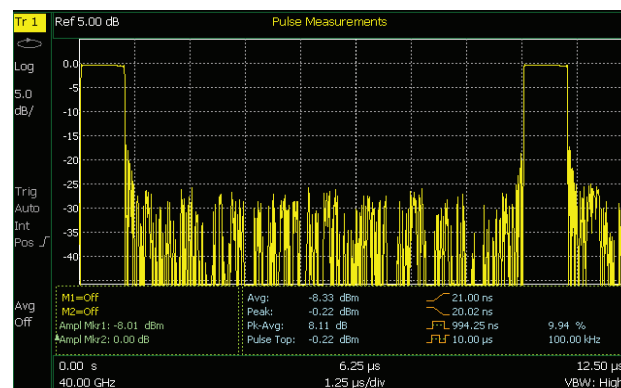 Tr 1 Ref 5.00 dB Pulse Measurements
Log
5.0
dB/
Trig
Auto
Int
Pos
Avg
Off
0.0
-5
-10
-15
-20
-25
-30
-35
-40
M1=Off
M2=Off
Ampl Mkr1: -8.01 dBm
Ampl Mkr2: 0.00 dB
Avg: -8.33 dBm 21.00 ns
Peak: -0.22 dBm 20.02 ns
Pk-Avg: 8.11 dB 994.25 ns 9.94 %
Pulse Top: -0.22 dBm 10.00 µs 100.00 kHz
0.00 s 6.25 µs 12.50 µs
40.00 GHz 1.25 µs/div VBW: High